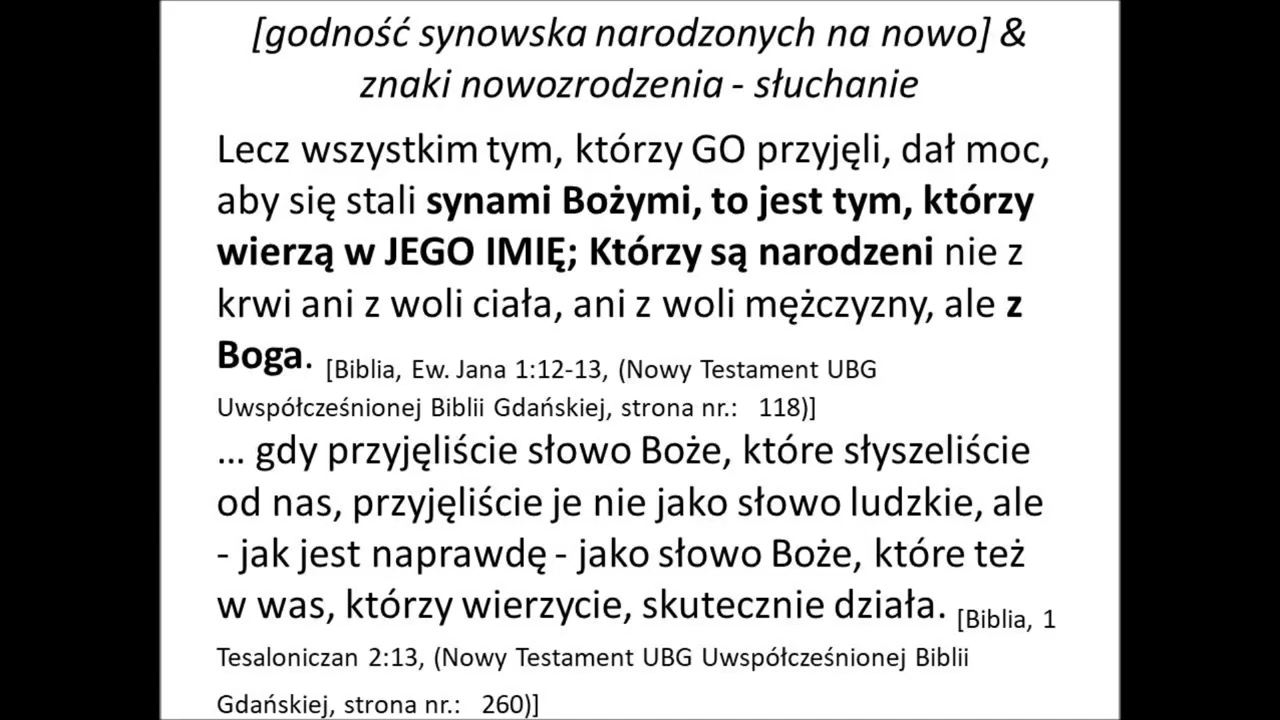 [godność synowska narodzonych na nowo] &
znaki nowozrodzenia - słuchanie
Lecz wszystkim tym, którzy GO przyjęli, dał moc,
aby się stali synami Bożymi, to jest tym, którzy
wierzą w JEGO IMIĘ; Którzy są narodzeni nie z
krwi ani z woli ciała, ani z woli mężczyzny, ale z
Boga. [Biblia, Ew. Jana 1:12-13, (Nowy Testament UBG
Uwspółcześnionej Biblii Gdańskiej, strona nr.: 118)]
... gdy przyjęliście słowo Boże, które słyszeliście
od nas, przyjęliście je nie jako słowo ludzkie, ale
- jak jest naprawdę - jako słowo Boże, które też
w was, którzy wierzycie, skutecznie działa. [Biblia, 1
Tesaloniczan 2:13, (Nowy Testament UBG Uwspółcześnionej Biblii
Gdańskiej, strona nr.: 260)]